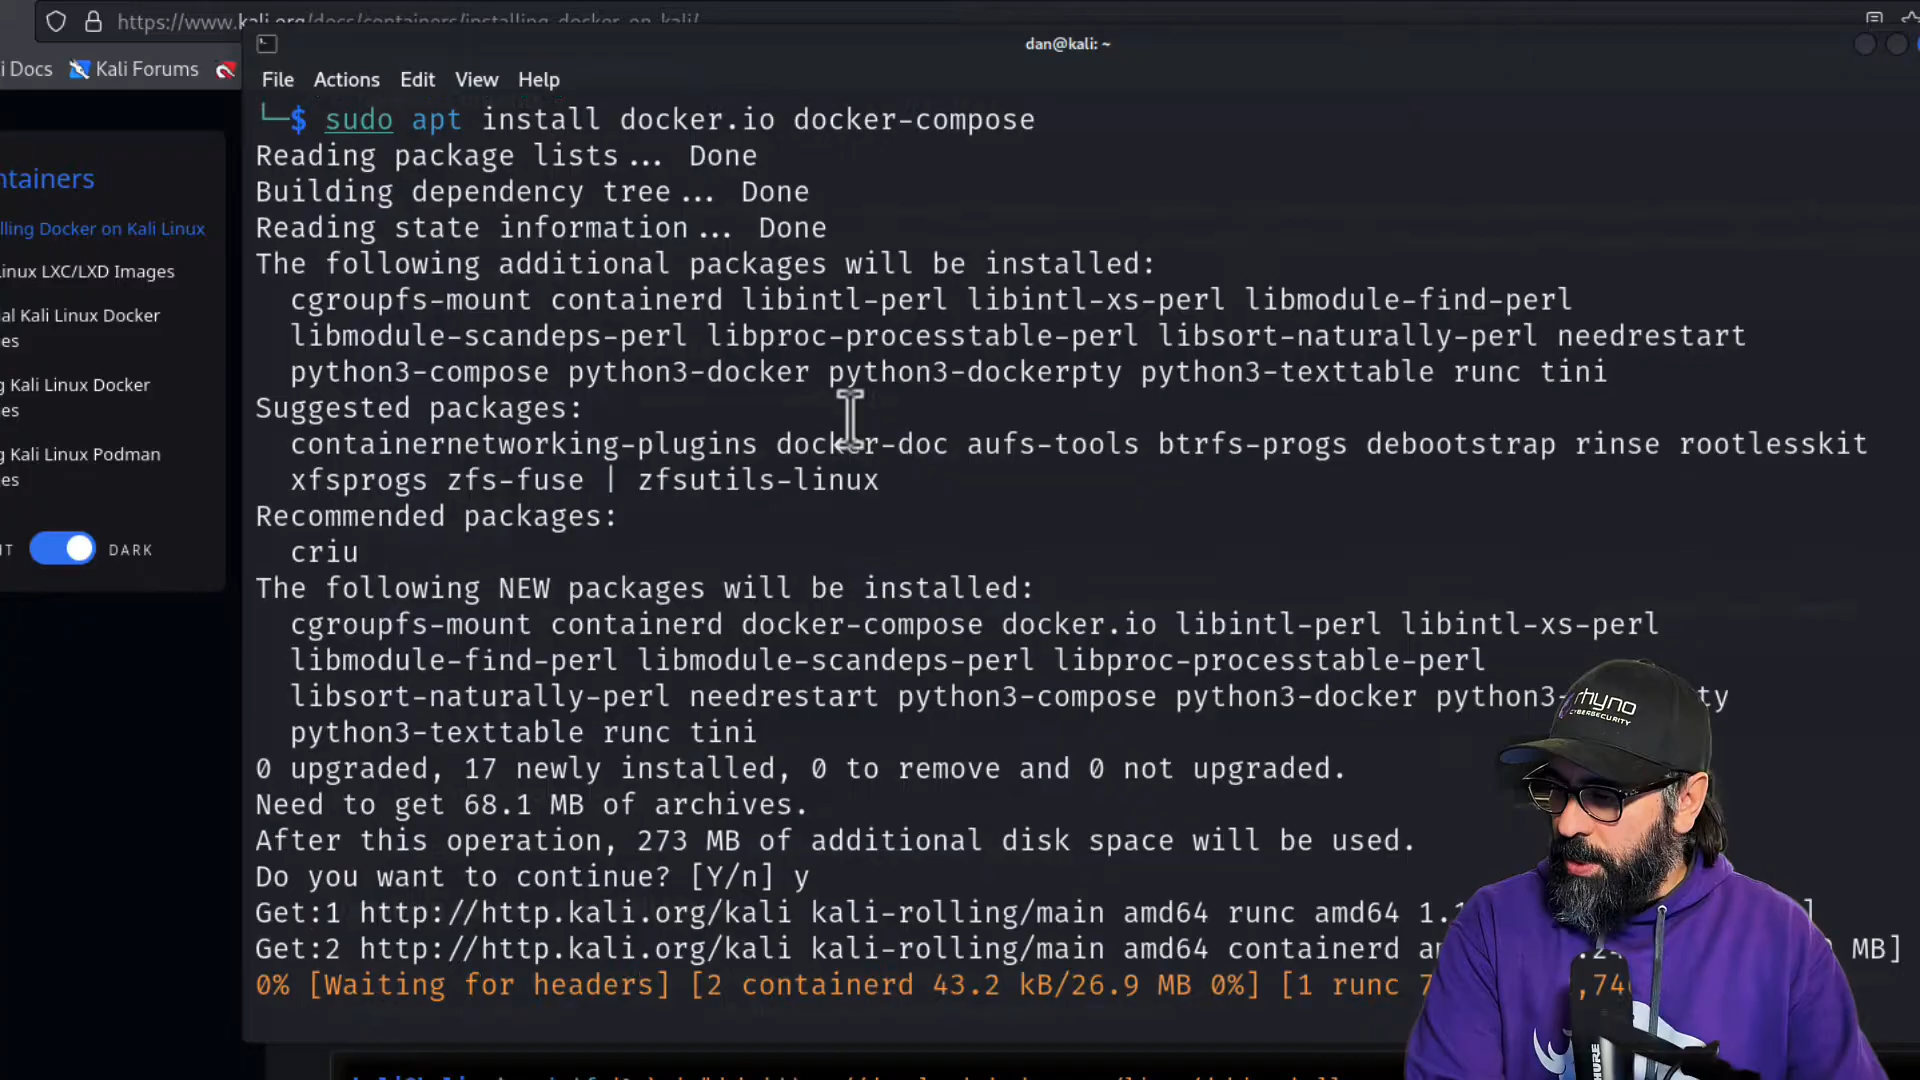 https://www.kali.org/docs/containers/installing-docker-on-kali/
dan@kali: ~
i Docs Kali Forums
File Actions Edit View Help
ntainers
lling Docker on Kali Linux
inux LXC/LXD Images
ial Kali Linux Docker
es
g Kali Linux Docker
es
g Kali Linux Podman
es
T DARK
└─$ sudo apt install docker.io docker-compose
Reading package lists... Done
Building dependency tree... Done
Reading state information... Done
The following additional packages will be installed:
cgroupfs-mount containerd libintl-perl libintl-xs-perl libmodule-find-perl
libmodule-scandeps-perl libproc-processtable-perl libsort-naturally-perl needrestart
python3-compose python3-docker python3-dockerpty python3-texttable runc tini
Suggested packages:
containernetworking-plugins docker-doc aufs-tools btrfs-progs debootstrap rinse rootlesskit
xfsprogs zfs-fuse | zfsutils-linux
Recommended packages:
criu
The following NEW packages will be installed:
cgroupfs-mount containerd docker-compose docker.io libintl-perl libintl-xs-perl
libmodule-find-perl libmodule-scandeps-perl libproc-processtable-perl
libsort-naturally-perl needrestart python3-compose python3-docker python3- ty
python3-texttable runc tini
0 upgraded, 17 newly installed, 0 to remove and 0 not upgraded.
Need to get 68.1 MB of archives.
After this operation, 273 MB of additional disk space will be used.
Do you want to continue? [Y/n] y
Get:1 http://http.kali.org/kali kali-rolling/main amd64 runc amd64 1.1 ]
Get:2 http://http.kali.org/kali kali-rolling/main amd64 containerd a MB]
0% [Waiting for headers] [2 containerd 43.2 kB/26.9 MB 0%] [1 runc 7 ,74
rhyno
CYBERSECURITY